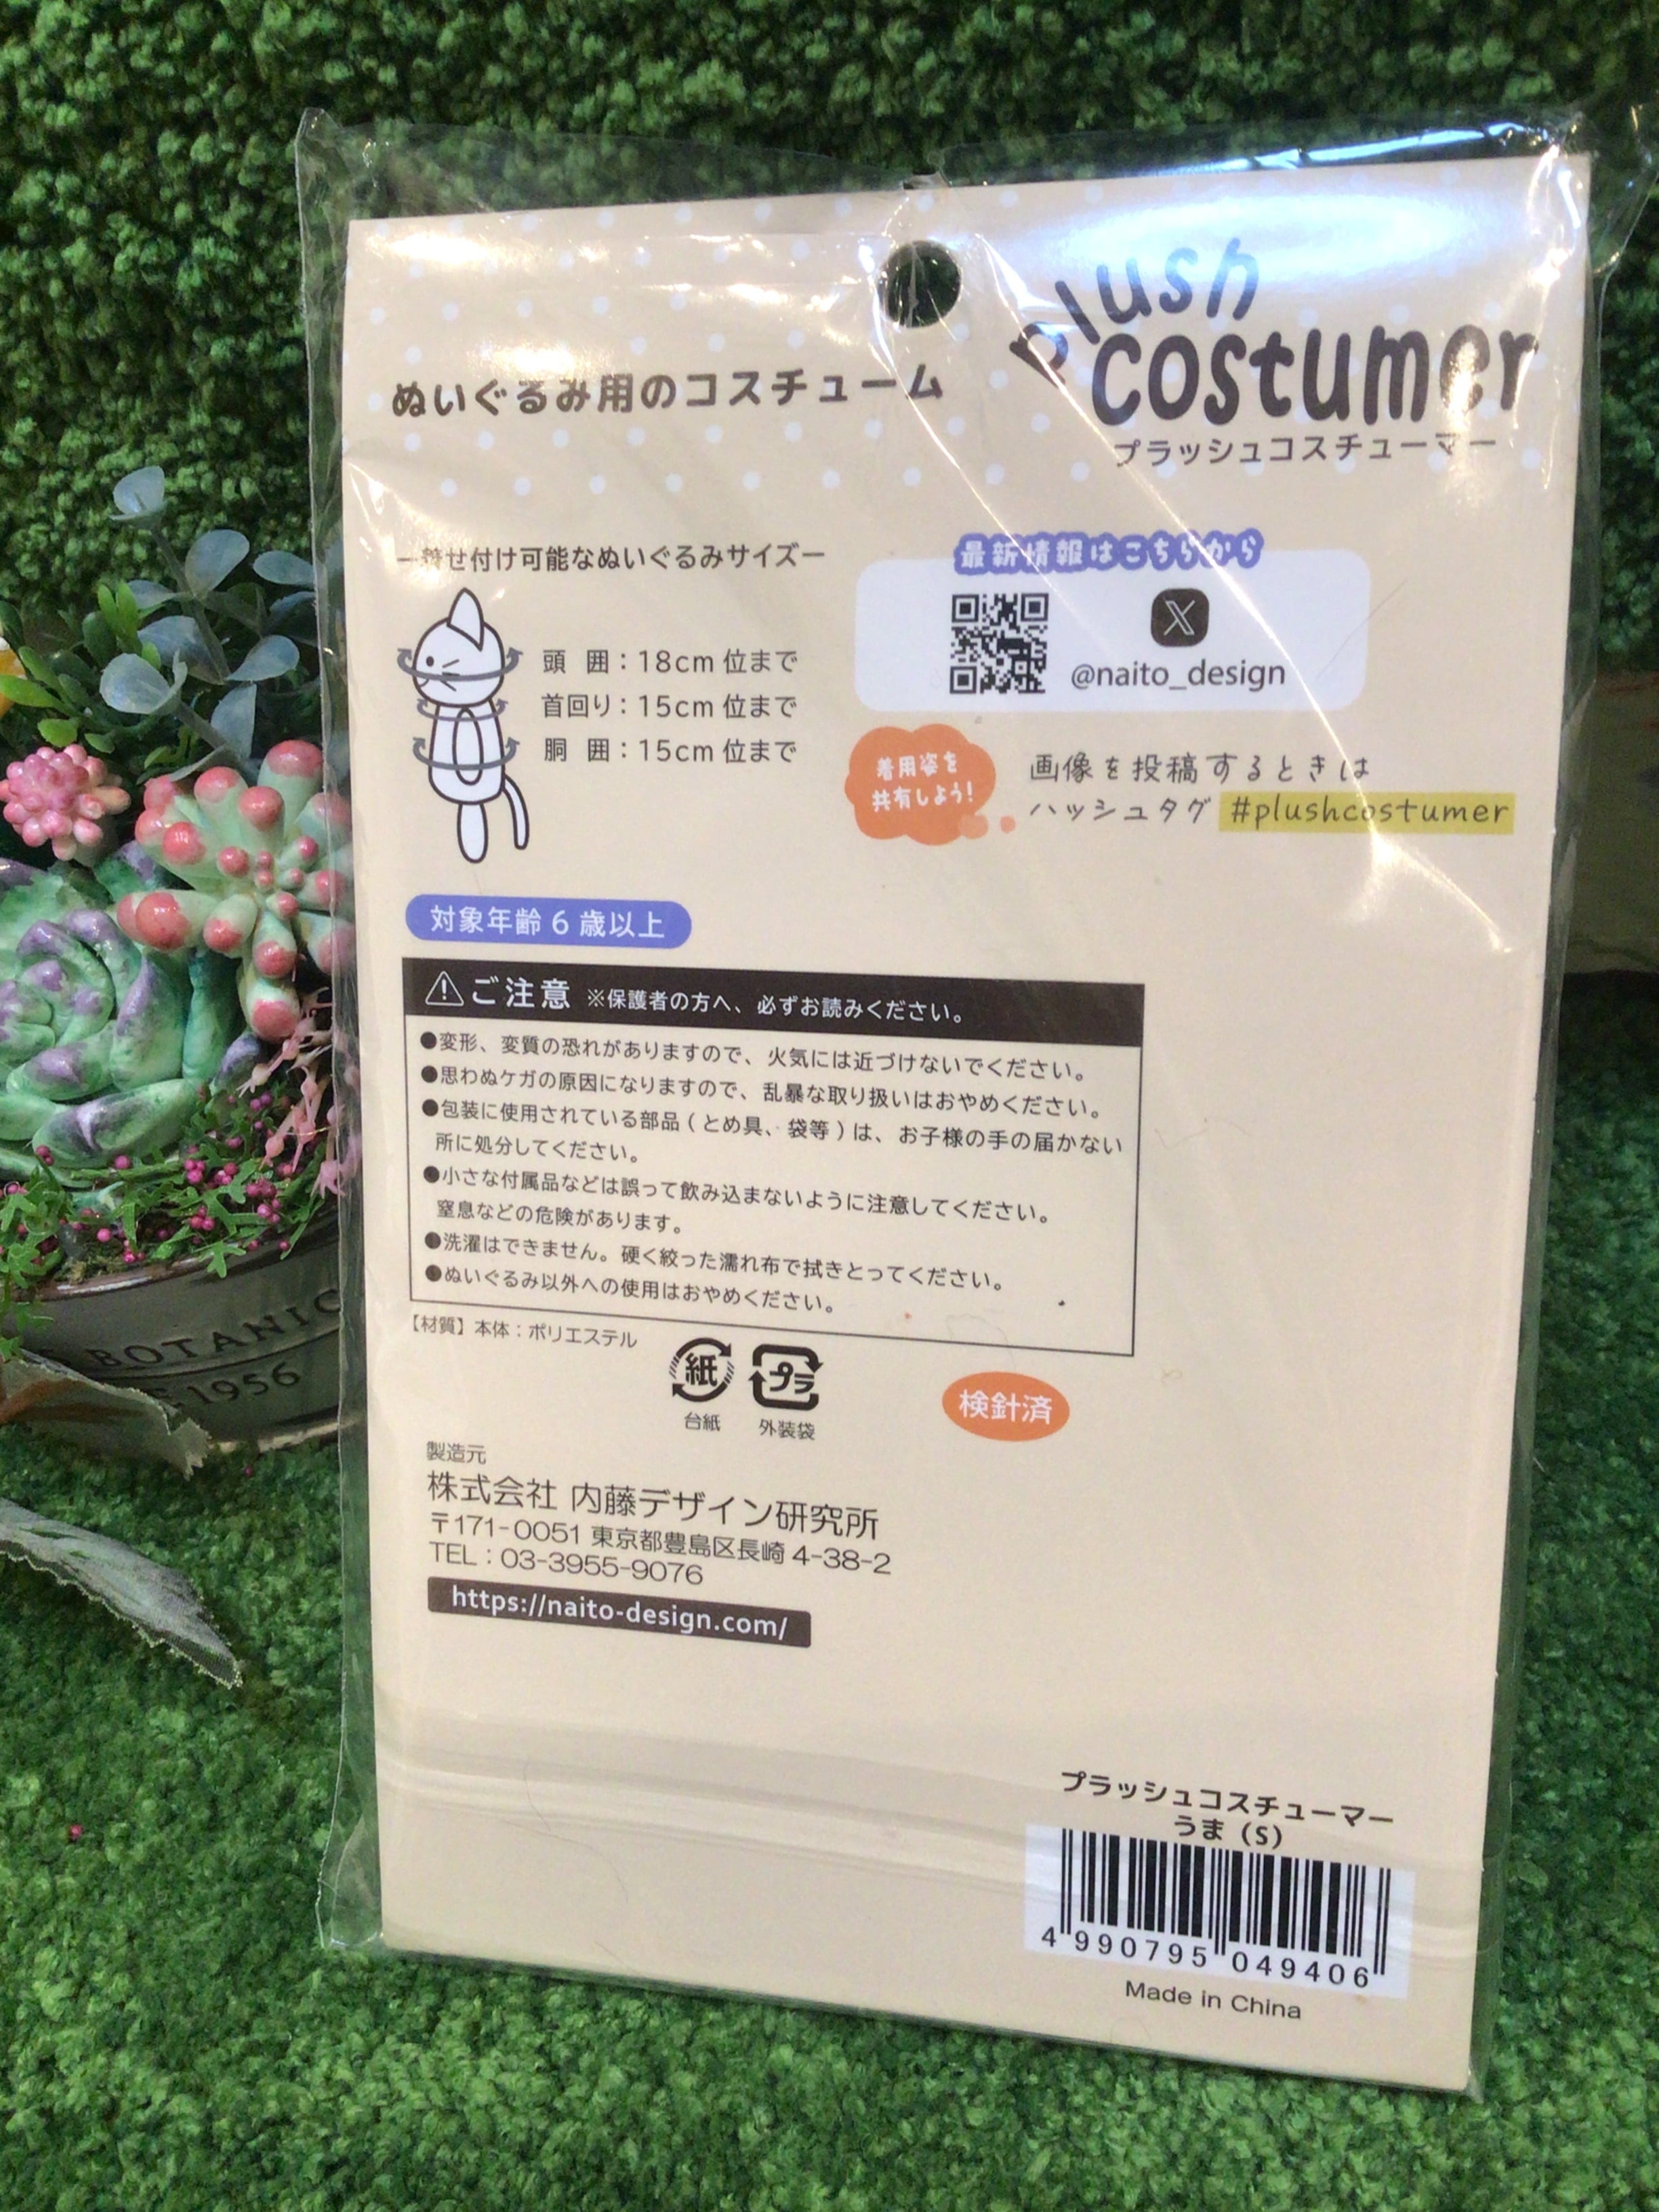 Plush
costumer
プラッシュコスチューマー
ぬいぐるみ用のコスチューム
ー着せ付け可能なぬいぐるみサイズー
頭 囲：18cm 位まで
首回り：15cm 位まで
胴 囲：15cm 位まで
最新情報はこちらから
X
@naito_design
着用姿を
共有しよう!
画像を投稿するときは
ハッシュタグ #plushcostumer
対象年齢 6 歳以上
ご注意 ※保護者の方へ、必ずお読みください。
●変形、変質の恐れがありますので、火気には近づけないでください。
●思わぬケガの原因になりますので、乱暴な取り扱いはおやめください。
●包装に使用されている部品 ( とめ具、袋等 ) は、お子様の手の届かない
所に処分してください。
●小さな付属品などは誤って飲み込まないように注意してください。
窒息などの危険があります。
●洗濯はできません。硬く絞った濡れ布で拭きとってください。
●ぬいぐるみ以外への使用はおやめください。
【材質】本体：ポリエステル
紙
台紙
プラ
外装袋
検針済
製造元
株式会社 内藤デザイン研究所
〒171-0051 東京都豊島区長崎 4-38-2
TEL：03-3955-9076
https://naito-design.com/
プラッシュコスチューマー
うま（S）
4 990795 049406
Made in China
BOTANIC
1956